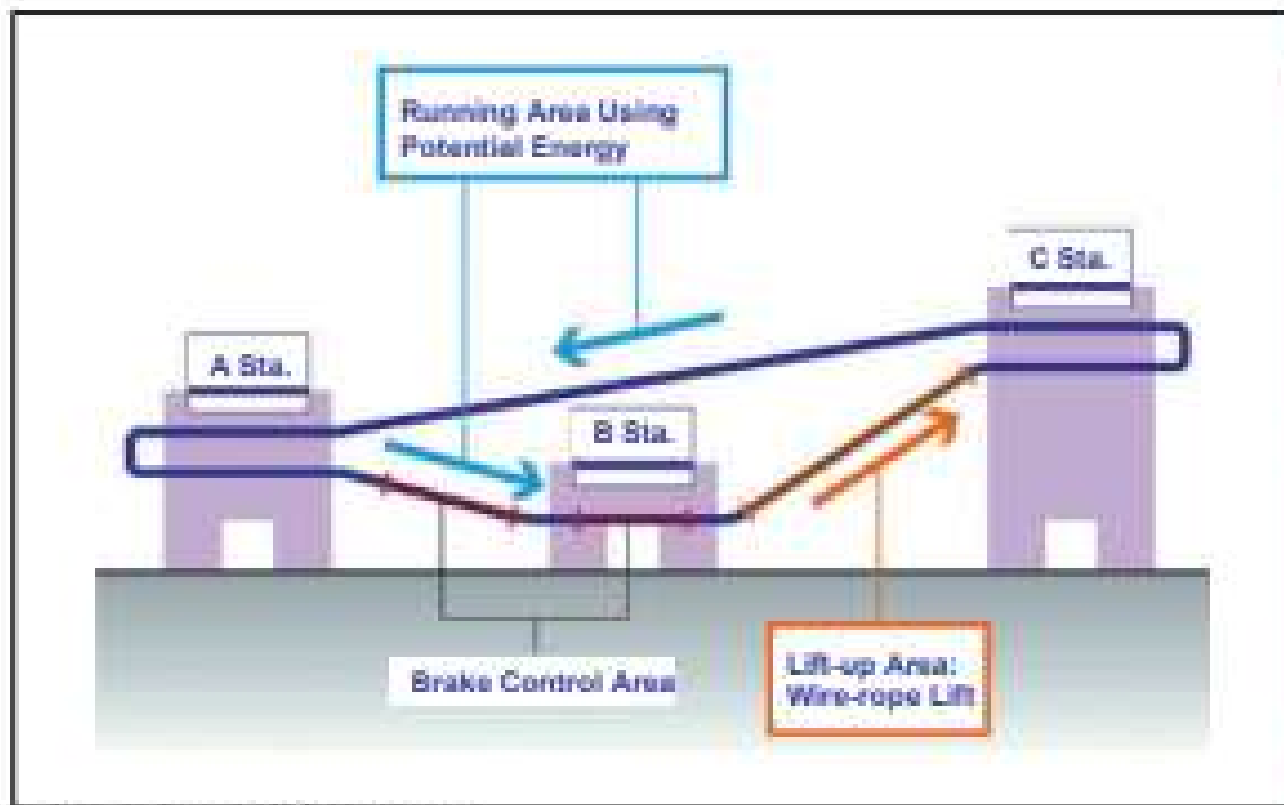 Running Area Using
Potential Energy
C Sta.
A Sta.
B Sta.
Brake Control Area
Lift-up Area:
Wire-rope Lift